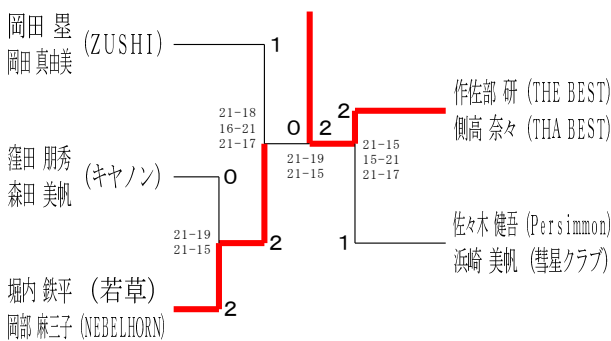 岡田 塁 (ZUSHI)
岡田 真由美
1
21-18
16-21
21-17
窪田 朋秀 (キヤノン)
森田 美帆
0
21-19
21-15
2
堀内 鉄平 (若草)
岡部 麻三子 (NEBELHORN)
2
0 2
21-19
21-15
2
作佐部 研 (THE BEST)
側高 奈々 (THA BEST)
21-15
15-21
21-17
1
佐々木 健吾 (Persimmon)
浜崎 美帆 (彗星クラブ)